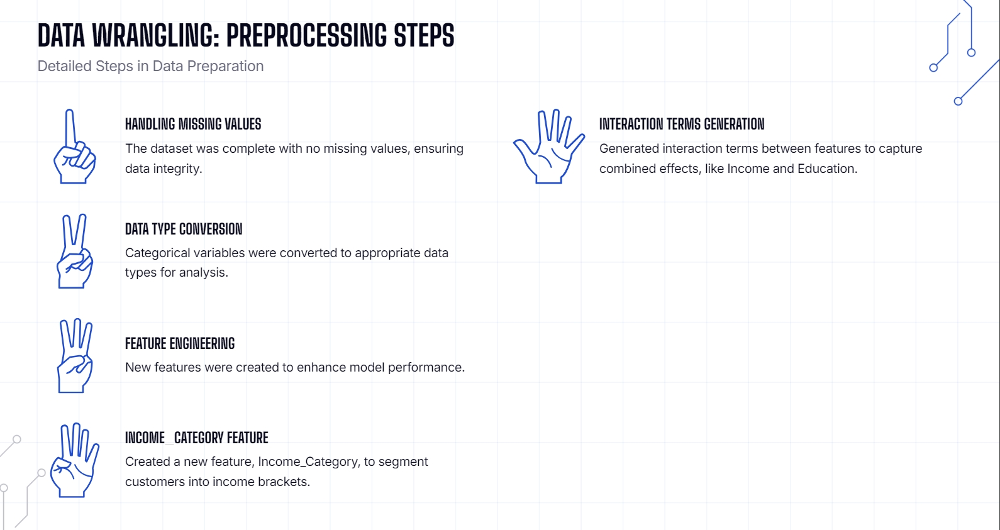 DATA WRANGLING: PREPROCESSING STEPS
Detailed Steps in Data Preparation
HANDLING MISSING VALUES
The dataset was complete with no missing values, ensuring
data integrity.
DATA TYPE CONVERSION
Categorical variables were converted to appropriate data
types for analysis.
FEATURE ENGINEERING
New features were created to enhance model performance.
INCOME_CATEGORY FEATURE
Created a new feature, Income_Category, to segment
customers into income brackets.
INTERACTION TERMS GENERATION
Generated interaction terms between features to capture
combined effects, like Income and Education.